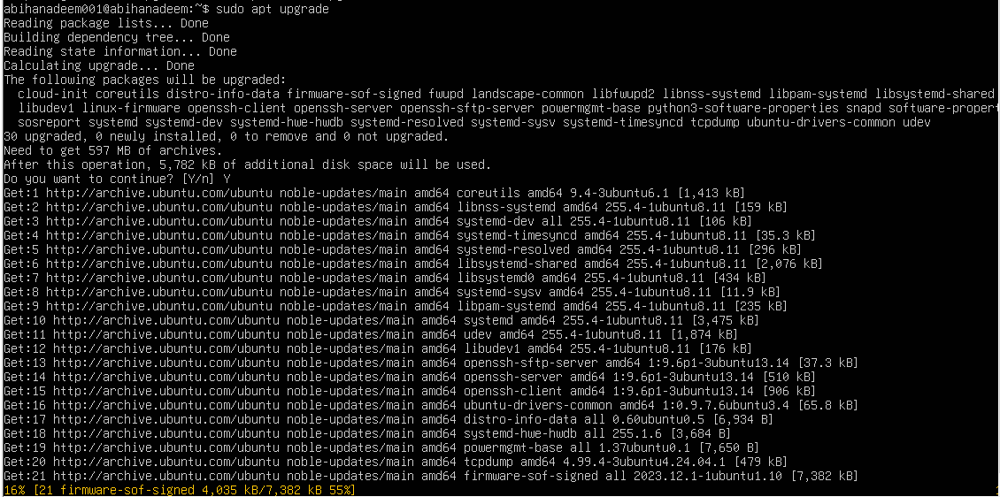 abihanadeem001@abihanadeem:~$ sudo apt upgrade
Reading package lists... Done
Building dependency tree... Done
Reading state information... Done
Calculating upgrade... Done
The following packages will be upgraded:
  cloud-init coreutils distro-info-data firmware-sof-signed fwupd landscape-common libfwupd2 libnss-systemd libpam-systemd libsystemd-shared
  libudev1 linux-firmware openssh-client openssh-server openssh-sftp-server powermgmt-base python3-software-properties snapd software-propert
  sosreport systemd systemd-dev systemd-hwe-hwdb systemd-resolved systemd-sysv systemd-timesyncd tcpdump ubuntu-drivers-common udev
30 upgraded, 0 newly installed, 0 to remove and 0 not upgraded.
Need to get 597 MB of archives.
After this operation, 5,782 kB of additional disk space will be used.
Do you want to continue? [Y/n] Y
Get:1 http://archive.ubuntu.com/ubuntu noble-updates/main amd64 coreutils amd64 9.4-3ubuntu6.1 [1,413 kB]
Get:2 http://archive.ubuntu.com/ubuntu noble-updates/main amd64 libnss-systemd amd64 255.4-1ubuntu8.11 [159 kB]
Get:3 http://archive.ubuntu.com/ubuntu noble-updates/main amd64 systemd-dev all 255.4-1ubuntu8.11 [106 kB]
Get:4 http://archive.ubuntu.com/ubuntu noble-updates/main amd64 systemd-timesyncd amd64 255.4-1ubuntu8.11 [35.3 kB]
Get:5 http://archive.ubuntu.com/ubuntu noble-updates/main amd64 systemd-resolved amd64 255.4-1ubuntu8.11 [296 kB]
Get:6 http://archive.ubuntu.com/ubuntu noble-updates/main amd64 libsystemd-shared amd64 255.4-1ubuntu8.11 [2,076 kB]
Get:7 http://archive.ubuntu.com/ubuntu noble-updates/main amd64 libsystemd0 amd64 255.4-1ubuntu8.11 [434 kB]
Get:8 http://archive.ubuntu.com/ubuntu noble-updates/main amd64 systemd-sysv amd64 255.4-1ubuntu8.11 [11.9 kB]
Get:9 http://archive.ubuntu.com/ubuntu noble-updates/main amd64 libpam-systemd amd64 255.4-1ubuntu8.11 [235 kB]
Get:10 http://archive.ubuntu.com/ubuntu noble-updates/main amd64 systemd amd64 255.4-1ubuntu8.11 [3,475 kB]
Get:11 http://archive.ubuntu.com/ubuntu noble-updates/main amd64 udev amd64 255.4-1ubuntu8.11 [1,874 kB]
Get:12 http://archive.ubuntu.com/ubuntu noble-updates/main amd64 libudev1 amd64 255.4-1ubuntu8.11 [176 kB]
Get:13 http://archive.ubuntu.com/ubuntu noble-updates/main amd64 openssh-sftp-server amd64 1:9.6p1-3ubuntu13.14 [37.3 kB]
Get:14 http://archive.ubuntu.com/ubuntu noble-updates/main amd64 openssh-server amd64 1:9.6p1-3ubuntu13.14 [510 kB]
Get:15 http://archive.ubuntu.com/ubuntu noble-updates/main amd64 openssh-client amd64 1:9.6p1-3ubuntu13.14 [906 kB]
Get:16 http://archive.ubuntu.com/ubuntu noble-updates/main amd64 ubuntu-drivers-common amd64 1:0.9.7.6ubuntu3.4 [65.8 kB]
Get:17 http://archive.ubuntu.com/ubuntu noble-updates/main amd64 distro-info-data all 0.60ubuntu0.5 [6,934 B]
Get:18 http://archive.ubuntu.com/ubuntu noble-updates/main amd64 systemd-hwe-hwdb all 255.1.6 [3,684 B]
Get:19 http://archive.ubuntu.com/ubuntu noble-updates/main amd64 powermgmt-base all 1.37ubuntu0.1 [7,650 B]
Get:20 http://archive.ubuntu.com/ubuntu noble-updates/main amd64 tcpdump amd64 4.99.4-3ubuntu4.24.04.1 [479 kB]
Get:21 http://archive.ubuntu.com/ubuntu noble-updates/main amd64 firmware-sof-signed all 2023.12.1-1ubuntu1.10 [7,382 kB]
16% [21 firmware-sof-signed 4,035 kB/7,382 kB 55%]